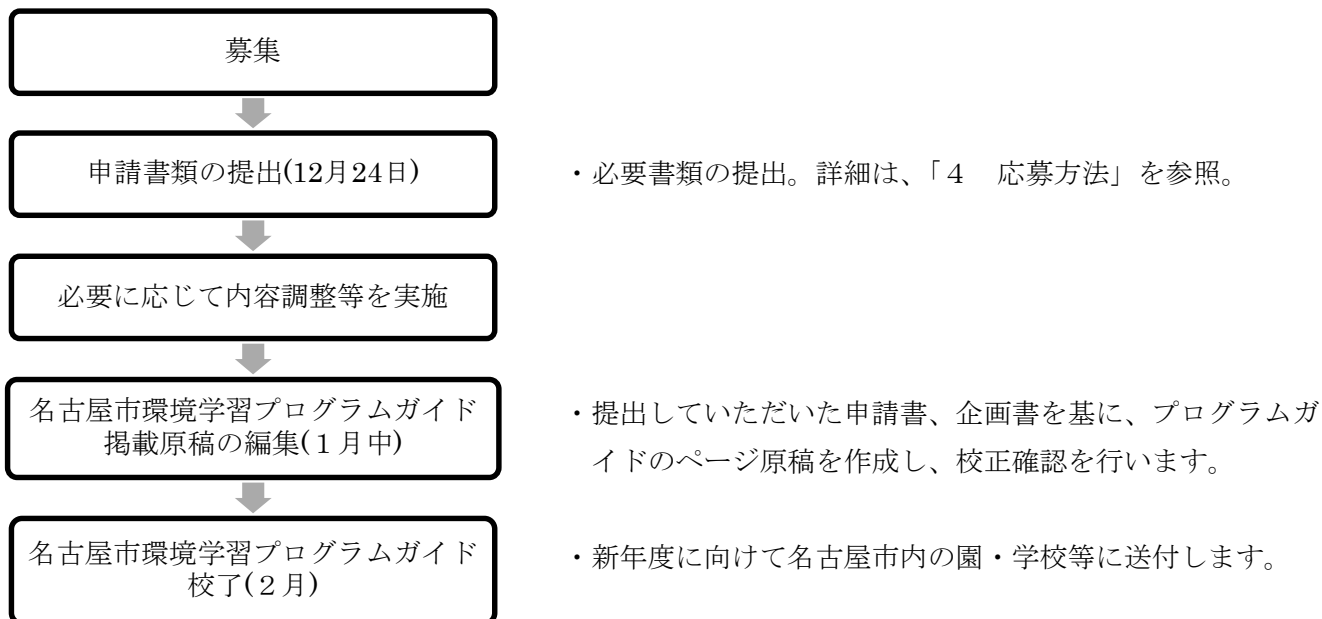 募集
申請書類の提出(12月24日)
・必要書類の提出。詳細は、「４　応募方法」を参照。
必要に応じて内容調整等を実施
名古屋市環境学習プログラムガイド
掲載原稿の編集(１月中)
・提出していただいた申請書、企画書を基に、プログラムガ
イドのページ原稿を作成し、校正確認を行います。
名古屋市環境学習プログラムガイド
校了(２月)
・新年度に向けて名古屋市内の園・学校等に送付します。